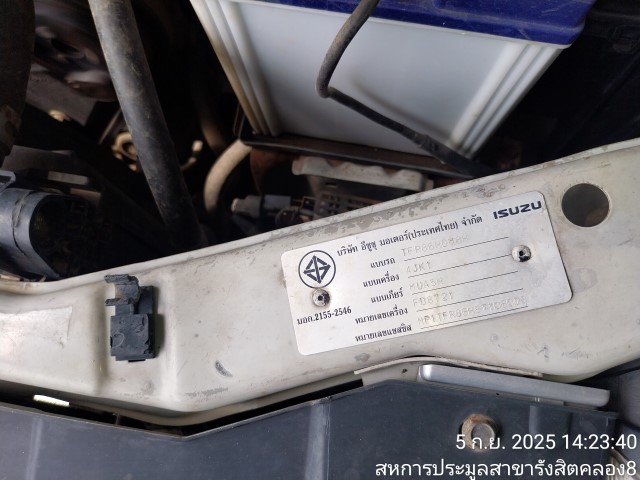 บริษัท อีซูซุ มอเตอร์(ประเทศไทย) จำกัด ISUZU
แบบรถ
แบบเครื่อง 4JK1
แบบเกียร์
หมายเลขเครื่อง FD8721
หมายเลขแชสซิส
มอก.2155-2546
5 ก.ย. 2025 14:23:40
สหการประมูลสาขารังสิตคลอง8